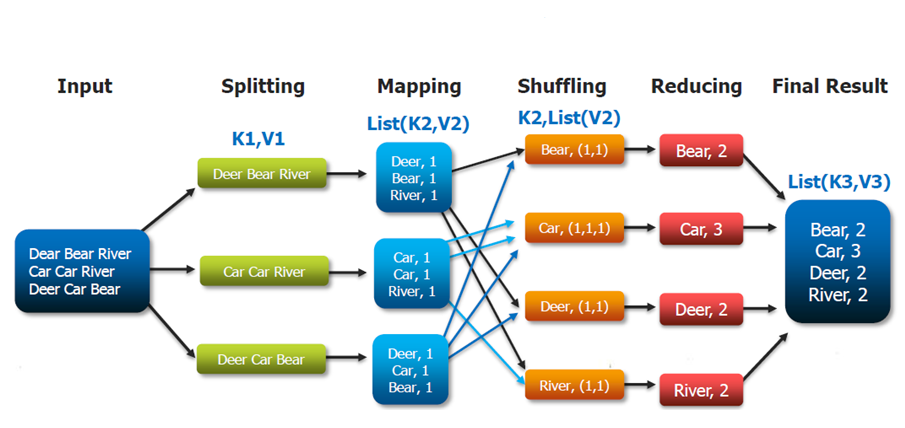 Input
Splitting
Mapping
Shuffling
Reducing
Final Result
K1,V1
List(K2,V2)
K2,List(V2)
List(K3,V3)
Dear Bear River
Car Car River
Deer Car Bear
Deer Bear River
Car Car River
Deer Car Bear
Deer, 1
Bear, 1
River, 1
Car, 1
Car, 1
River, 1
Deer, 1
Car, 1
Bear, 1
Bear, (1,1)
Car, (1,1,1)
Deer, (1,1)
River, (1,1)
Bear, 2
Car, 3
Deer, 2
River, 2
Bear, 2
Car, 3
Deer, 2
River, 2